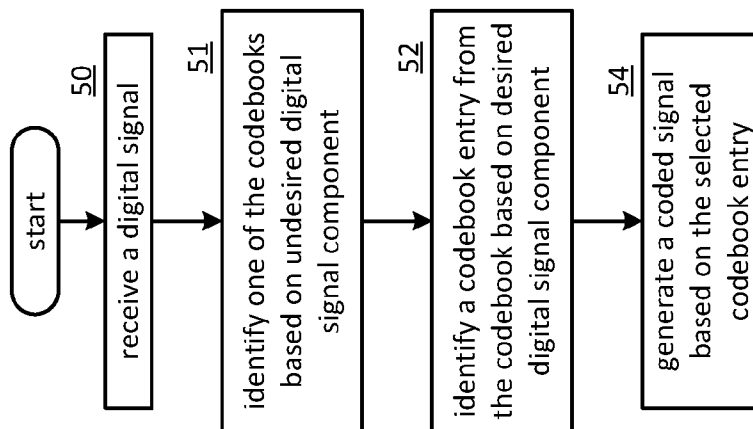 start
50
receive a digital signal
51
identify one of the codebooks
based on undesired digital
signal component
52
identify a codebook entry from
the codebook based on desired
digital signal component
54
generate a coded signal
based on the selected
codebook entry